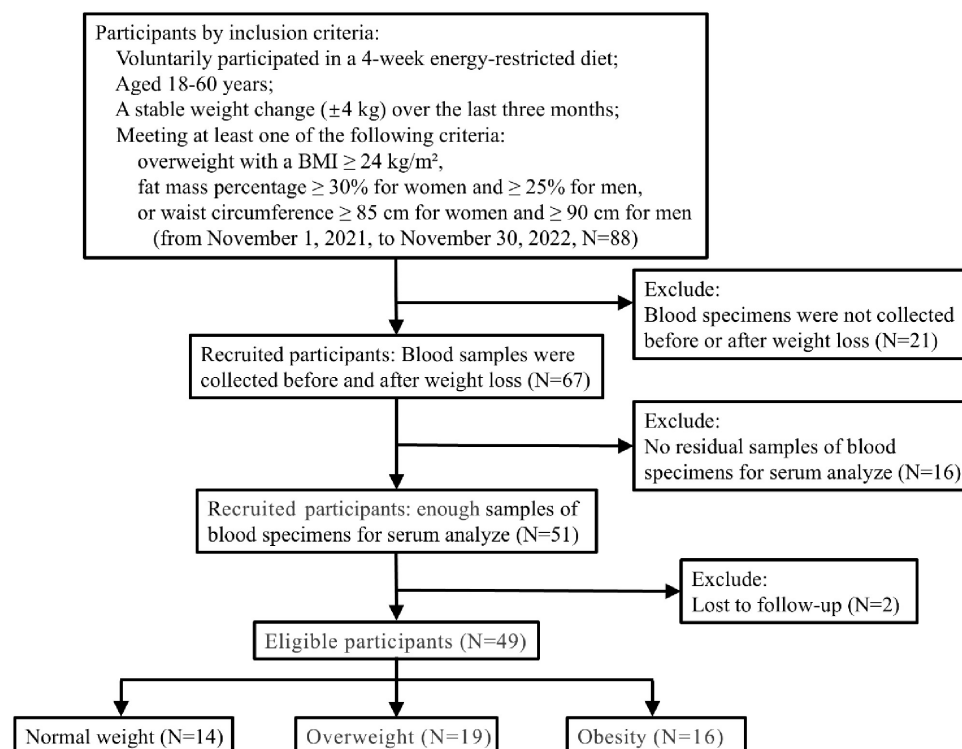 Participants by inclusion criteria:
Voluntarily participated in a 4-week energy-restricted diet;
Aged 18-60 years;
A stable weight change (±4 kg) over the last three months;
Meeting at least one of the following criteria:
overweight with a BMI ≥ 24 kg/m²,
fat mass percentage ≥ 30% for women and ≥ 25% for men,
or waist circumference ≥ 85 cm for women and ≥ 90 cm for men
(from November 1, 2021, to November 30, 2022, N=88)
Exclude:
Blood specimens were not collected
before or after weight loss (N=21)
Recruited participants: Blood samples were
collected before and after weight loss (N=67)
Exclude:
No residual samples of blood
specimens for serum analyze (N=16)
Recruited participants: enough samples of
blood specimens for serum analyze (N=51)
Exclude:
Lost to follow-up (N=2)
Eligible participants (N=49)
Normal weight (N=14)
Overweight (N=19)
Obesity (N=16)